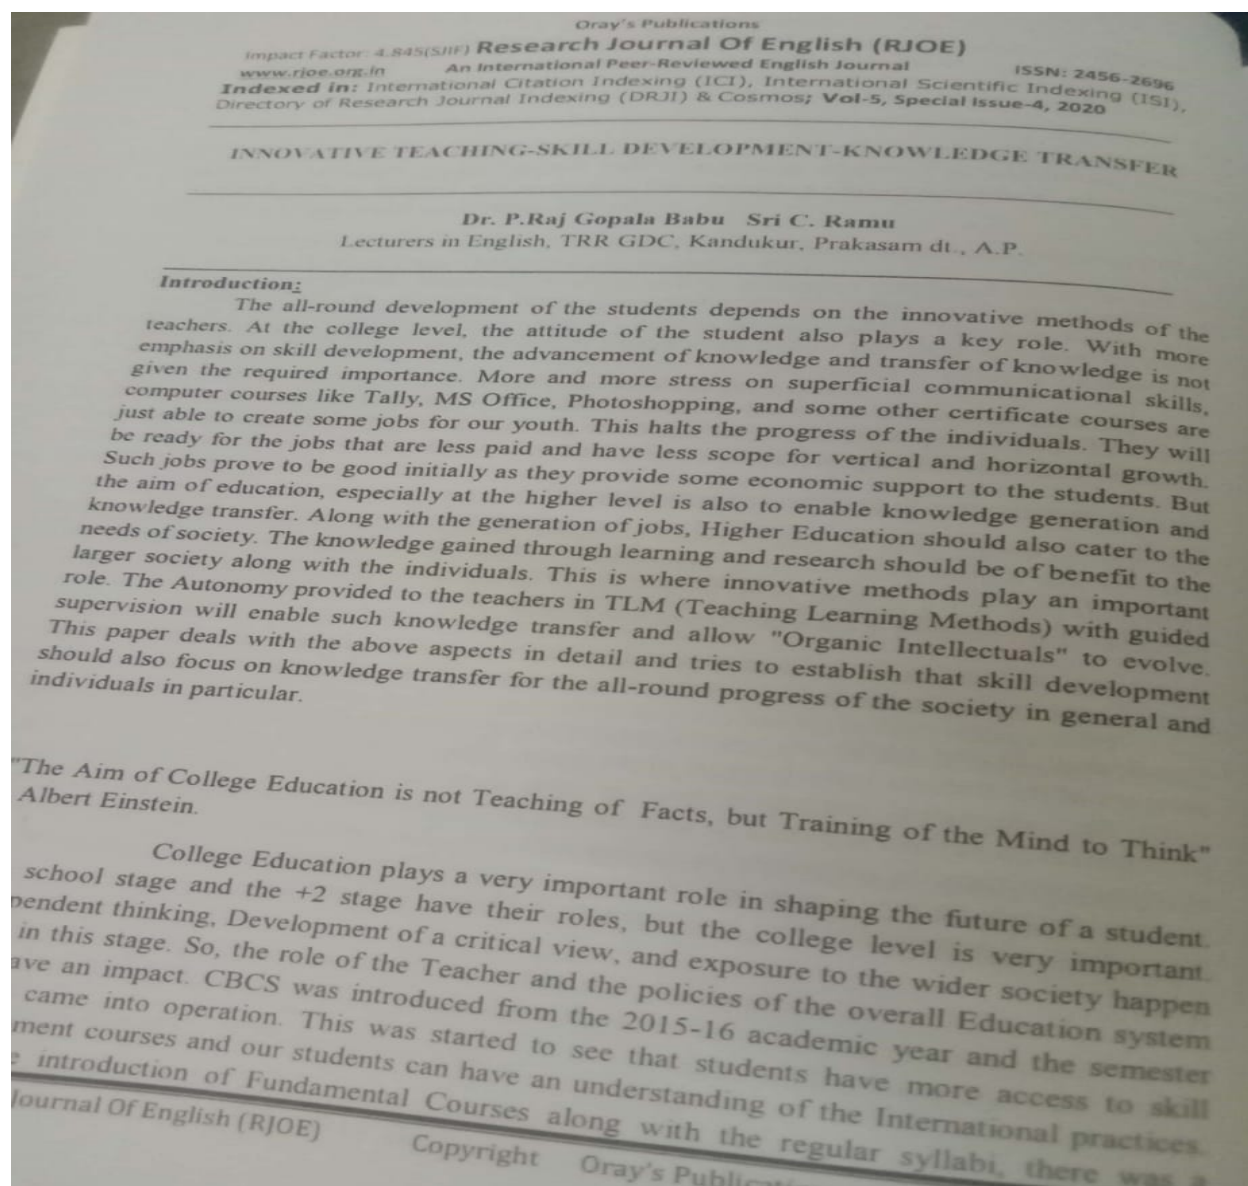 Oray's Publications
Impact Factor: 4.845(SJIF) Research Journal Of English (RJOE)
www.rjoe.org.in An International Peer-Reviewed English Journal ISSN: 2456-2696
Indexed in: International Citation Indexing (ICI), International Scientific Indexing (ISI),
Directory of Research Journal Indexing (DRJI) & Cosmos; Vol-5, Special Issue-4, 2020
INNOVATIVE TEACHING-SKILL DEVELOPMENT-KNOWLEDGE TRANSFER
Dr. P.Raj Gopala Babu Sri C. Ramu
Lecturers in English, TRR GDC, Kandukur, Prakasam dt., A.P.
Introduction:
The all-round development of the students depends on the innovative methods of the
teachers. At the college level, the attitude of the student also plays a key role. With more
emphasis on skill development, the advancement of knowledge and transfer of knowledge is not
given the required importance. More and more stress on superficial communicational skills,
computer courses like Tally, MS Office, Photoshopping, and some other certificate courses are
just able to create some jobs for our youth. This halts the progress of the individuals. They will
be ready for the jobs that are less paid and have less scope for vertical and horizontal growth.
Such jobs prove to be good initially as they provide some economic support to the students. But
the aim of education, especially at the higher level is also to enable knowledge generation and
knowledge transfer. Along with the generation of jobs, Higher Education should also cater to the
needs of society. The knowledge gained through learning and research should be of benefit to the
larger society along with the individuals. This is where innovative methods play an important
role. The Autonomy provided to the teachers in TLM (Teaching Learning Methods) with guided
supervision will enable such knowledge transfer and allow "Organic Intellectuals" to evolve.
This paper deals with the above aspects in detail and tries to establish that skill development
should also focus on knowledge transfer for the all-round progress of the society in general and
individuals in particular.
"The Aim of College Education is not Teaching of Facts, but Training of the Mind to Think"
Albert Einstein.
College Education plays a very important role in shaping the future of a student.
school stage and the +2 stage have their roles, but the college level is very important.
pendent thinking, Development of a critical view, and exposure to the wider society happen
in this stage. So, the role of the Teacher and the policies of the overall Education system
ave an impact. CBCS was introduced from the 2015-16 academic year and the semester
came into operation. This was started to see that students have more access to skill
ment courses and our students can have an understanding of the International practices.
e introduction of Fundamental Courses along with the regular syllabi, there was a
Journal Of English (RJOE) Copyright Oray's